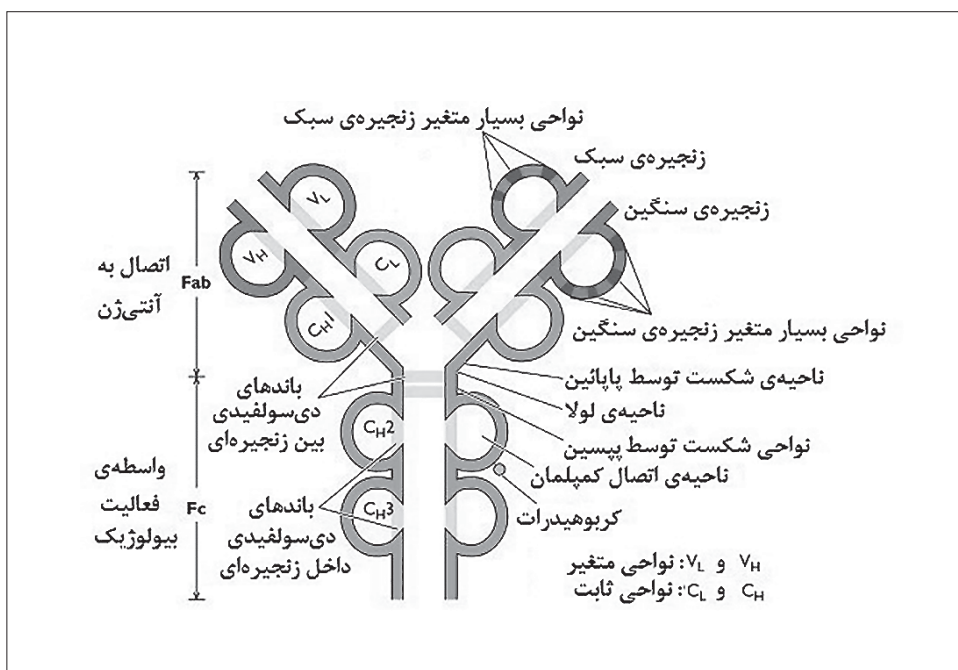 نواحی بسیار متغیر زنجیره‌ی سبک
زنجیره‌ی سبک
زنجیره‌ی سنگین
نواحی بسیار متغیر زنجیره‌ی سنگین
ناحیه‌ی شکست توسط پاپائین
ناحیه‌ی لولا
نواحی شکست توسط پپسین
ناحیه‌ی اتصال کمپلمان
کربوهیدرات
VL
VH
CL
CH1
CH2
CH3
اتصال به
آنتی‌ژن
Fab
باندهای
دی‌سولفیدی
بین زنجیره‌ای
واسطه‌ی
فعالیت
بیولوژیک
Fc
باندهای
دی‌سولفیدی
داخل زنجیره‌ای
VH و VL: نواحی متغیر
CH و CL: نواحی ثابت